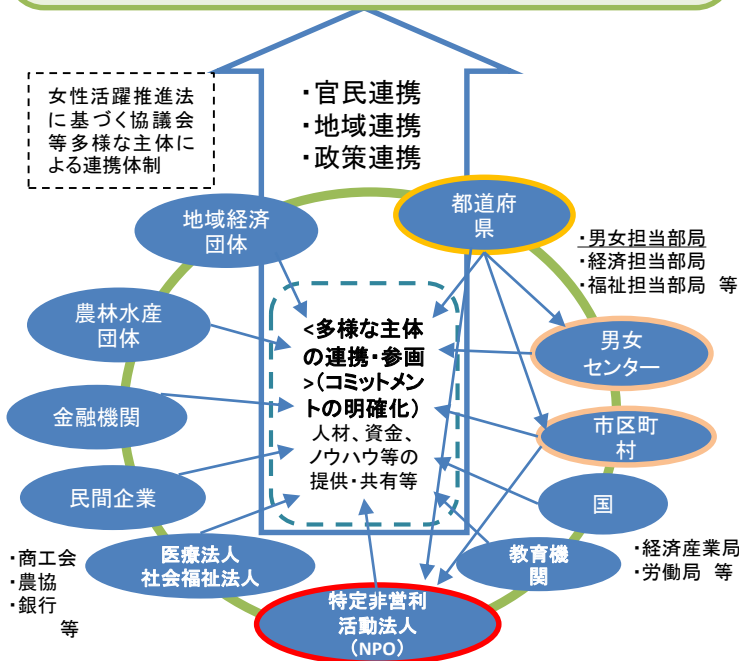 女性活躍推進法
に基づく協議会
等多様な主体に
よる連携体制
・官民連携
・地域連携
・政策連携
都道府
県
地域経済
団体
・男女担当部局
・経済担当部局
・福祉担当部局 等
農林水産
団体
<多様な主体
の連携・参画
>(コミットメン
トの明確化)
人材、資金、
ノウハウ等の
提供・共有等
男女
センター
金融機関
市区町
村
民間企業
国
医療法人
社会福祉法人
教育機
関
・経済産業局
・労働局 等
・商工会
・農協
・銀行
等
特定非営利
活動法人
(NPO)